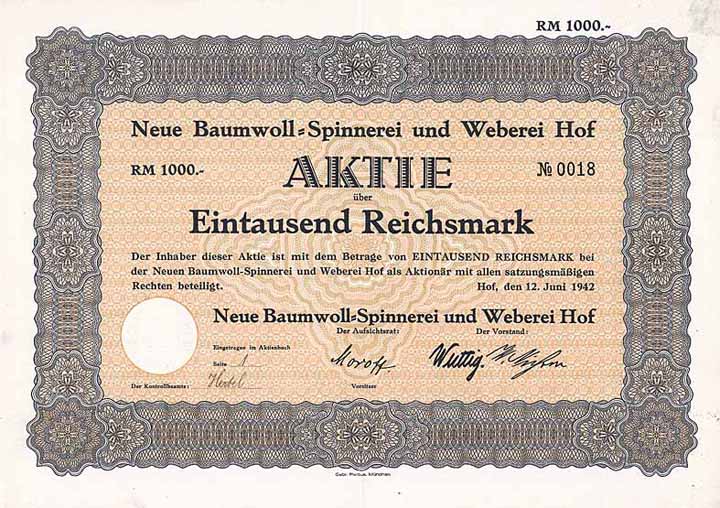 RM 1000.-
Neue Baumwoll=Spinnerei und Weberei Hof
RM 1000.-
AKTIE
№ 0018
über
Eintausend Reichsmark
Der Inhaber dieser Aktie ist mit dem Betrage von EINTAUSEND REICHSMARK bei
der Neuen Baumwoll-Spinnerei und Weberei Hof als Aktionär mit allen satzungsmäßigen
Rechten beteiligt.
Hof, den 12. Juni 1942
Neue Baumwoll=Spinnerei und Weberei Hof
Der Aufsichtsrat:
Der Vorstand:
Eingetragen im Aktienbuch
Seite 1
Moroff
Wuttig.
Der Kontrollbeamte:
Vorsitzer